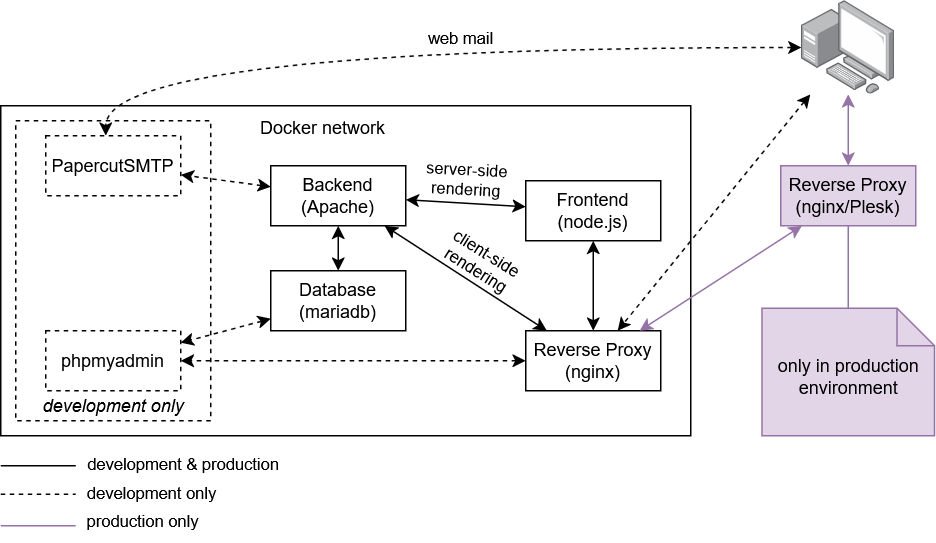 web mail
Docker network
PapercutSMTP
Backend
(Apache)
server-side
rendering
Frontend
(node.js)
Reverse Proxy
(nginx/Plesk)
client-side
rendering
Database
(mariadb)
phpmyadmin
Reverse Proxy
(nginx)
only in production
environment
development only
development & production
development only
production only